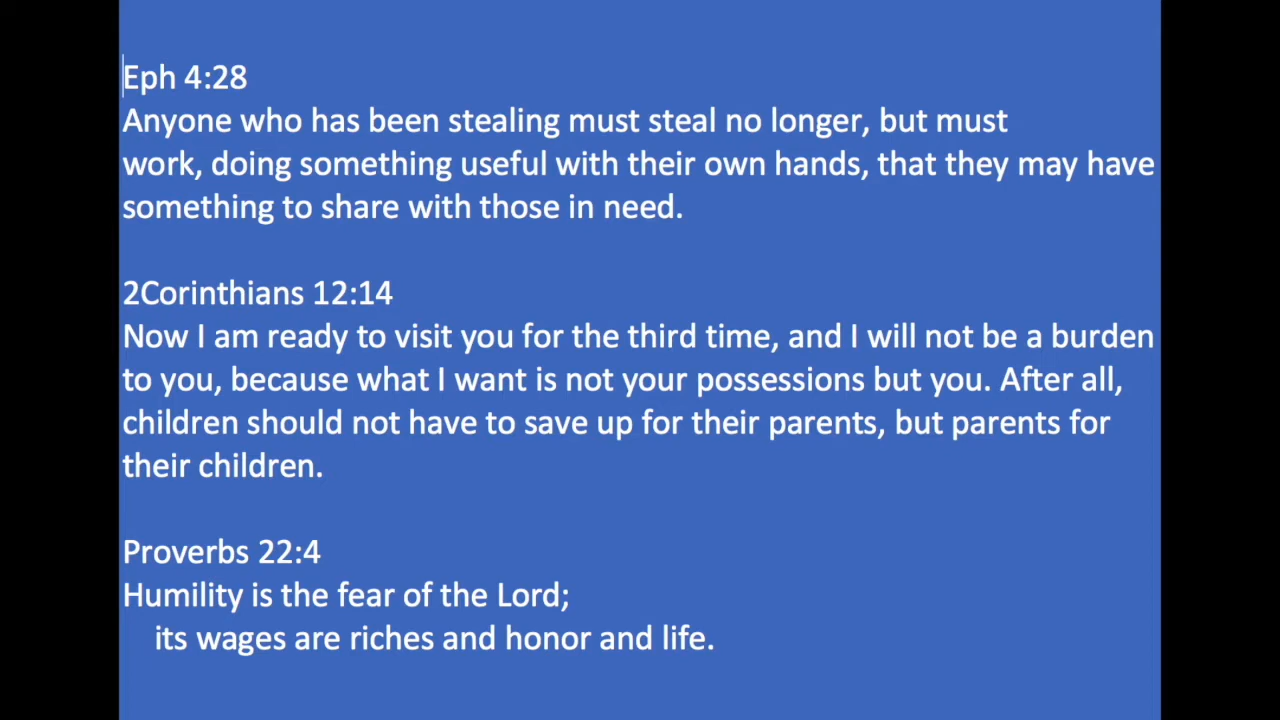 Eph 4:28
Anyone who has been stealing must steal no longer, but must
work, doing something useful with their own hands, that they may have
something to share with those in need.
2Corinthians 12:14
Now I am ready to visit you for the third time, and I will not be a burden
to you, because what I want is not your possessions but you. After all,
children should not have to save up for their parents, but parents for
their children.
Proverbs 22:4
Humility is the fear of the Lord;
its wages are riches and honor and life.